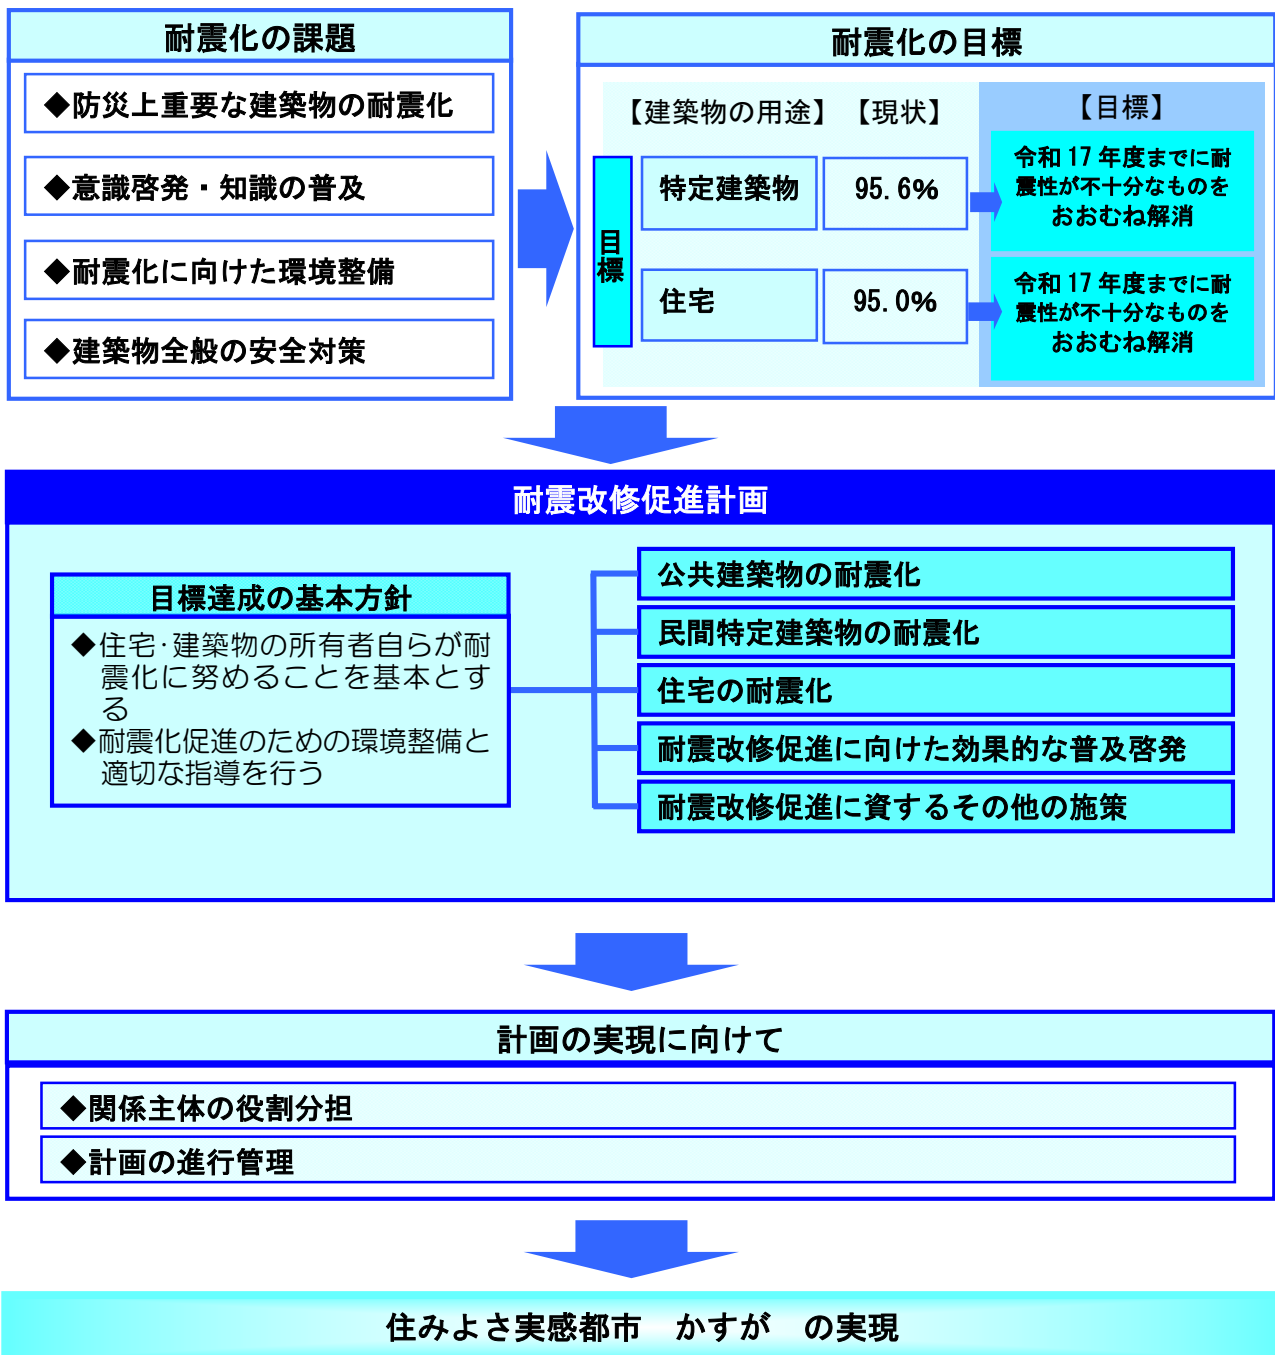 耐震化の課題
◆防災上重要な建築物の耐震化
◆意識啓発・知識の普及
◆耐震化に向けた環境整備
◆建築物全般の安全対策
耐震化の目標
【建築物の用途】【現状】
【目標】
目標
特定建築物
95.6%
令和 17 年度までに耐
震性が不十分なものを
おおむね解消
住宅
95.0%
令和 17 年度までに耐
震性が不十分なものを
おおむね解消
耐震改修促進計画
目標達成の基本方針
◆住宅･建築物の所有者自らが耐
震化に努めることを基本とす
る
◆耐震化促進のための環境整備と
適切な指導を行う
公共建築物の耐震化
民間特定建築物の耐震化
住宅の耐震化
耐震改修促進に向けた効果的な普及啓発
耐震改修促進に資するその他の施策
計画の実現に向けて
◆関係主体の役割分担
◆計画の進行管理
住みよさ実感都市　かすが　の実現